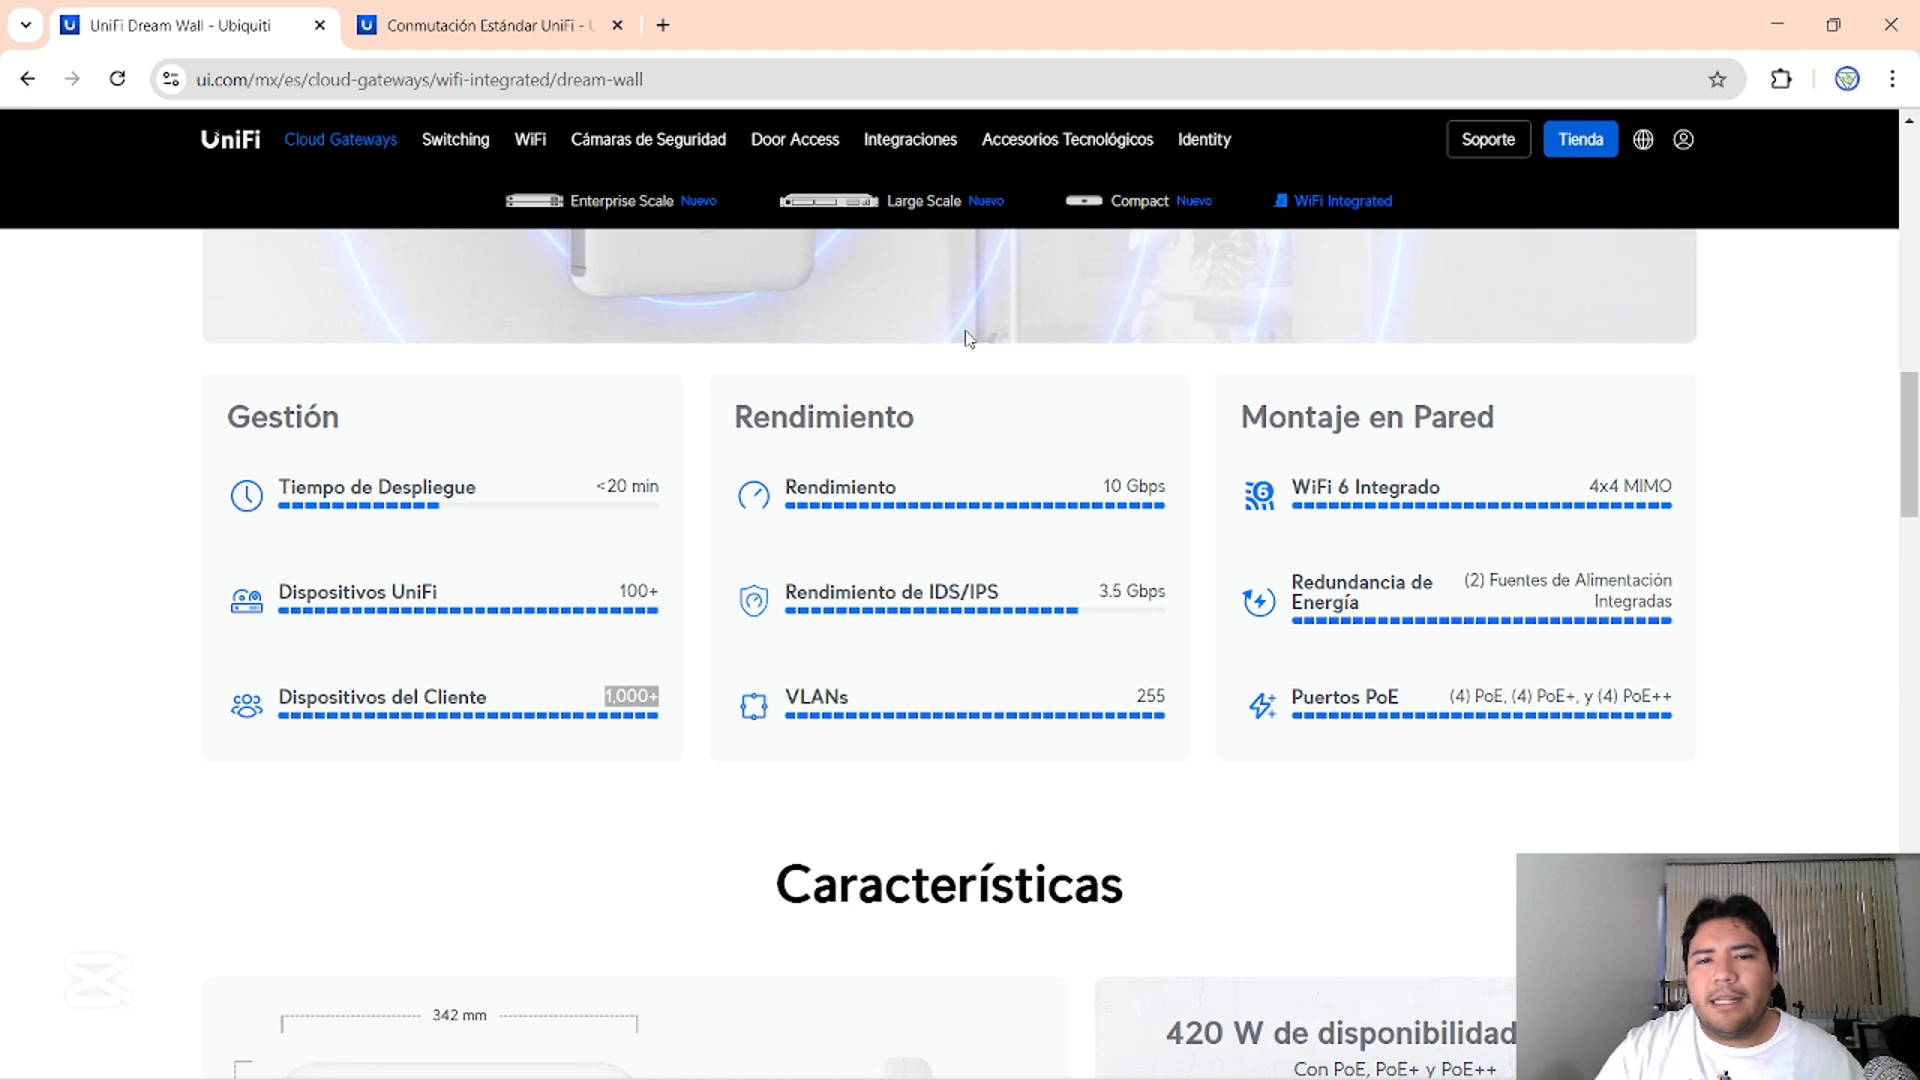 UniFi Dream Wall - Ubiquiti
Conmutación Estándar UniFi - U
ui.com/mx/es/cloud-gateways/wifi-integrated/dream-wall
UniFi Cloud Gateways Switching WiFi Cámaras de Seguridad Door Access Integraciones Accesorios Tecnológicos Identity Soporte Tienda
Enterprise Scale Nuevo Large Scale Nuevo Compact Nuevo WiFi Integrated
Gestión
Tiempo de Despliegue <20 min
Dispositivos UniFi 100+
Dispositivos del Cliente 1,000+
Rendimiento
Rendimiento 10 Gbps
Rendimiento de IDS/IPS 3.5 Gbps
VLANs 255
Montaje en Pared
WiFi 6 Integrado 4x4 MIMO
Redundancia de Energía (2) Fuentes de Alimentación Integradas
Puertos PoE (4) PoE, (4) PoE+, y (4) PoE++
Características
342 mm
420 W de disponibilidad
Con PoE, PoE+ y PoE++